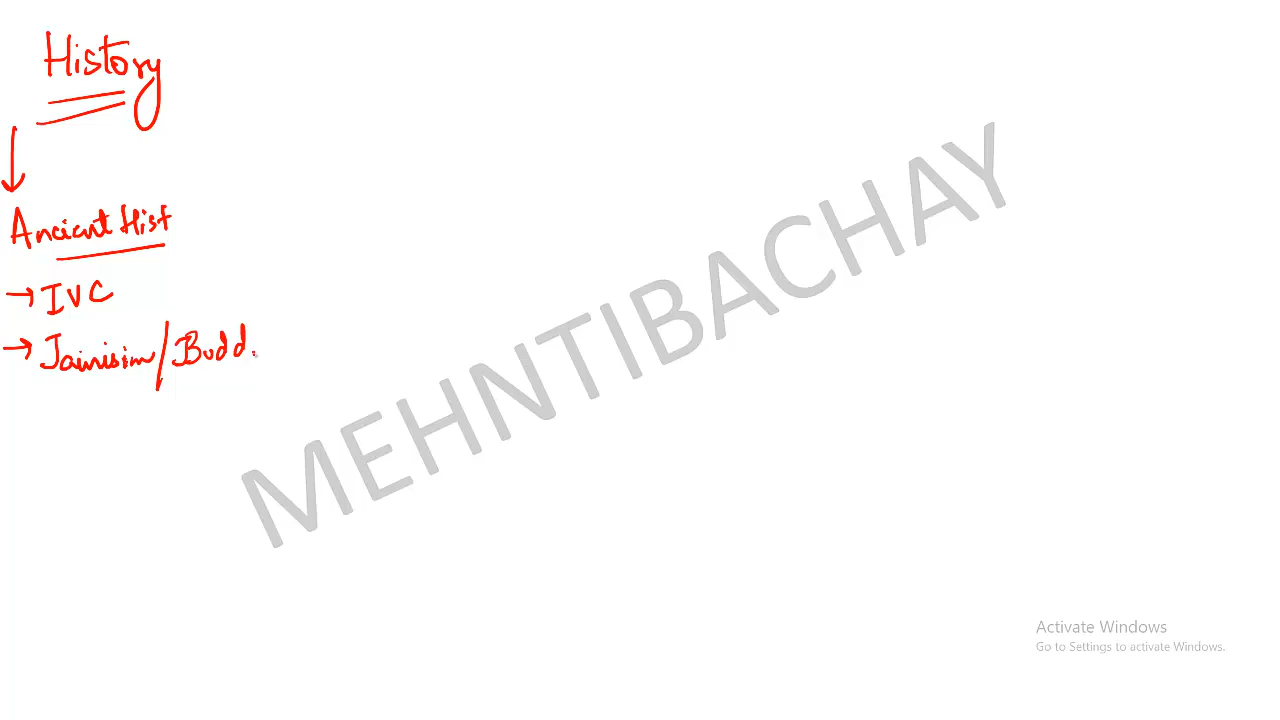 History
Ancient Hist
→ IVC
→ Jainisim/Budd.
MEHNTIBACHAY
Activate Windows
Go to Settings to activate Windows.